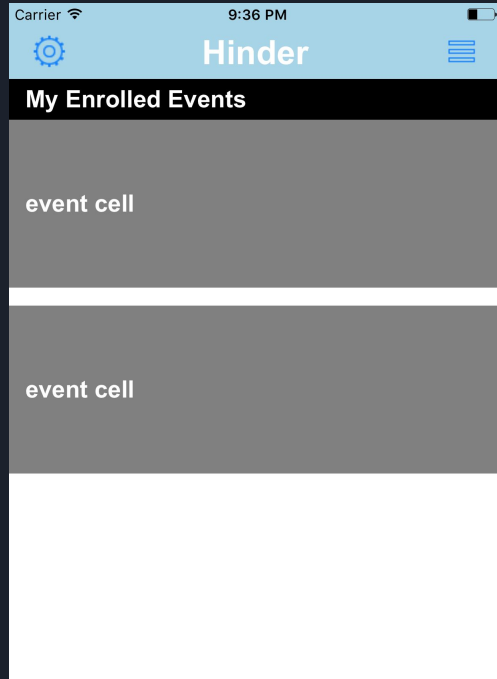 Carrier 9:36 PM
Hinder
My Enrolled Events
event cell
event cell